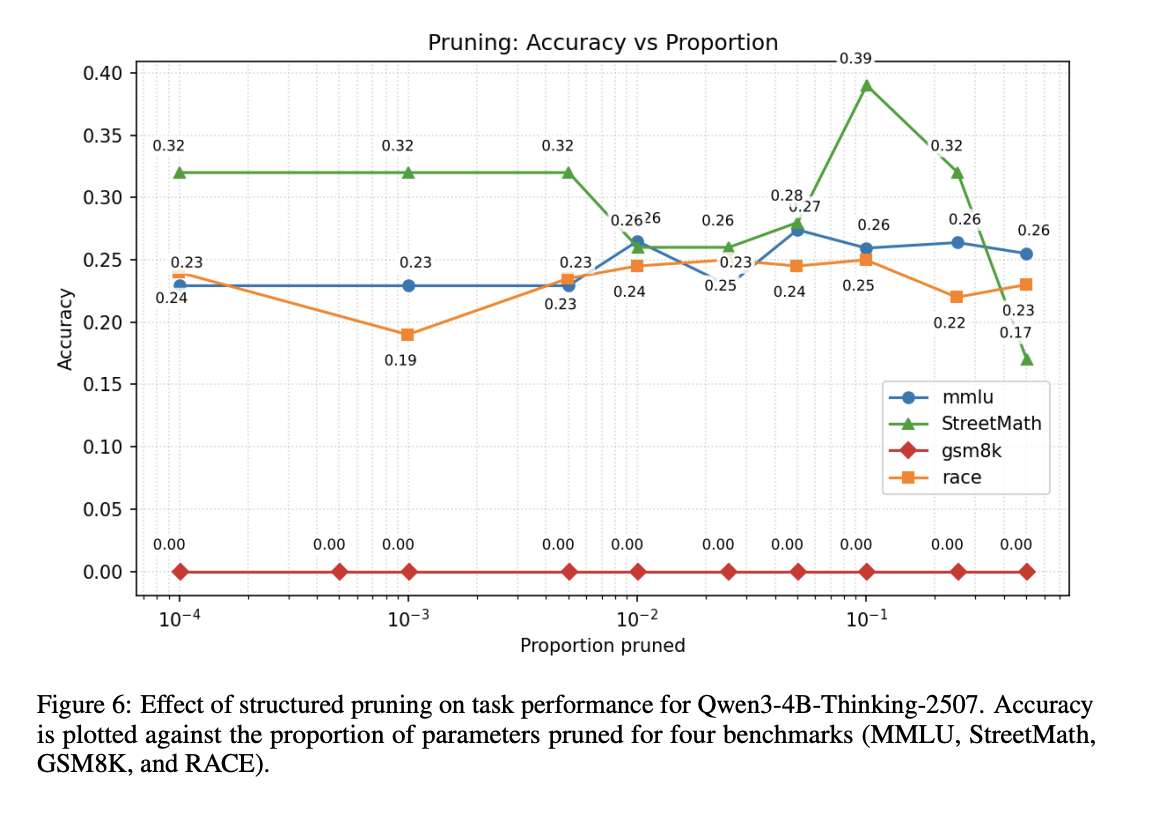 Pruning: Accuracy vs Proportion
0.39
0.40
0.35
0.32 0.32 0.32 0.32
0.30
0.28
0.27
0.26 26 0.26 0.26 0.26 0.26
0.25
0.23 0.23 0.23 0.23
0.24 0.23 0.24 0.25 0.24 0.25
0.22 0.23
0.20
0.19 0.17
0.15
0.10
0.05
0.00 0.00 0.00 0.00 0.00 0.00 0.00 0.00 0.00 0.00
0.00
Accuracy
mmlu
StreetMath
gsm8k
race
10⁻⁴ 10⁻³ 10⁻² 10⁻¹
Proportion pruned
Figure 6: Effect of structured pruning on task performance for Qwen3-4B-Thinking-2507. Accuracy
is plotted against the proportion of parameters pruned for four benchmarks (MMLU, StreetMath,
GSM8K, and RACE).